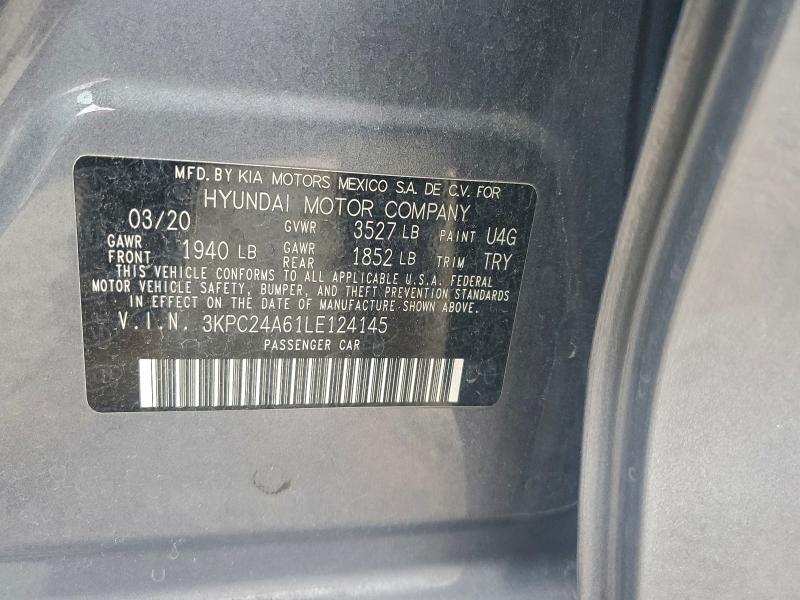 MFD. BY KIA MOTORS MEXICO S.A. DE C.V. FOR
HYUNDAI MOTOR COMPANY
03/20 GVWR 3527 LB PAINT U4G
GAWR FRONT 1940 LB GAWR REAR 1852 LB TRIM TRY
THIS VEHICLE CONFORMS TO ALL APPLICABLE U.S.A. FEDERAL
MOTOR VEHICLE SAFETY, BUMPER, AND THEFT PREVENTION STANDARDS
IN EFFECT ON THE DATE OF MANUFACTURE SHOWN ABOVE.
V.I.N. 3KPC24A61LE124145
PASSENGER CAR